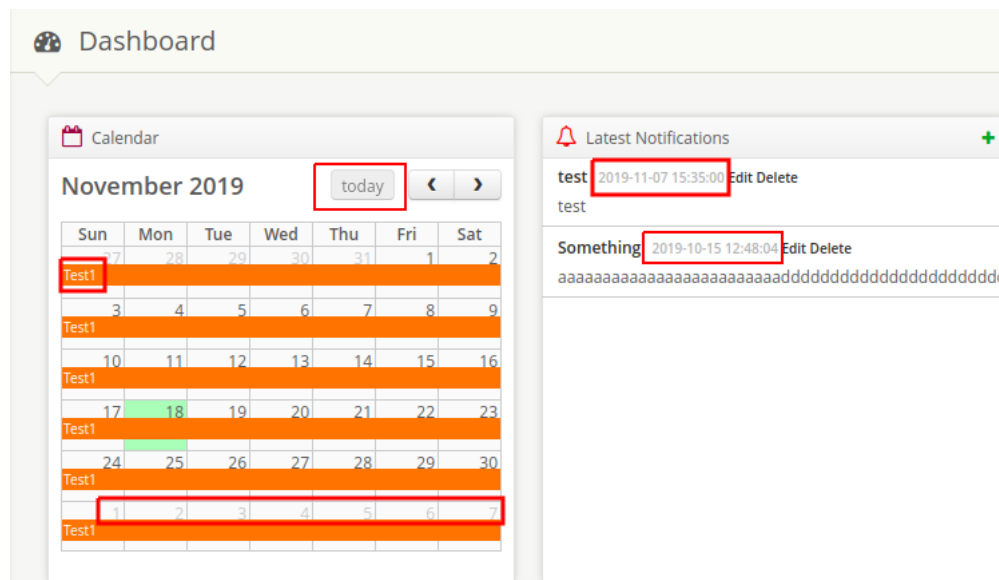 Dashboard
Calendar
November 2019
today
Sun Mon Tue Wed Thu Fri Sat
27 28 29 30 31 1 2
Test1
3 4 5 6 7 8 9
Test1
10 11 12 13 14 15 16
Test1
17 18 19 20 21 22 23
Test1
24 25 26 27 28 29 30
Test1
1 2 3 4 5 6 7
Test1
Latest Notifications
test 2019-11-07 15:35:00 Edit Delete
test
Something 2019-10-15 12:48:04 Edit Delete